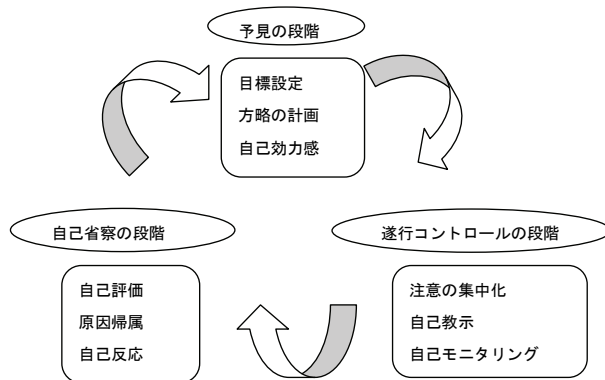 予見の段階
目標設定
方略の計画
自己効力感
自己省察の段階
自己評価
原因帰属
自己反応
遂行コントロールの段階
注意の集中化
自己教示
自己モニタリング